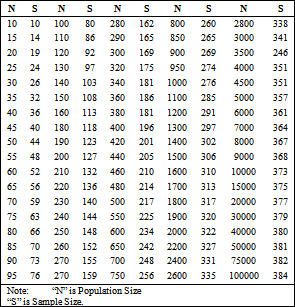 N S N S N S N S N S
10 10 100 80 280 162 800 260 2800 338
15 14 110 86 290 165 850 265 3000 341
20 19 120 92 300 169 900 269 3500 246
25 24 130 97 320 175 950 274 4000 351
30 26 140 103 340 181 1000 276 4500 351
35 32 150 108 360 186 1100 285 5000 357
40 36 160 113 380 181 1200 291 6000 361
45 40 180 118 400 196 1300 297 7000 364
50 44 190 123 420 201 1400 302 8000 367
55 48 200 127 440 205 1500 306 9000 368
60 52 210 132 460 210 1600 310 10000 373
65 56 220 136 480 214 1700 313 15000 375
70 59 230 140 500 217 1800 317 20000 377
75 63 240 144 550 225 1900 320 30000 379
80 66 250 148 600 234 2000 322 40000 380
85 70 260 152 650 242 2200 327 50000 381
90 73 270 155 700 248 2400 331 75000 382
95 76 270 159 750 256 2600 335 100000 384
Note: "N" is Population Size
"S" is Sample Size.